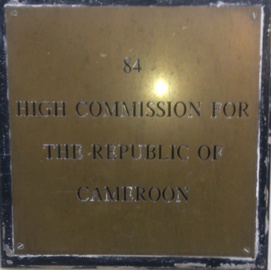 84
HIGH COMMISSION FOR
THE REPUBLIC OF
CAMEROON